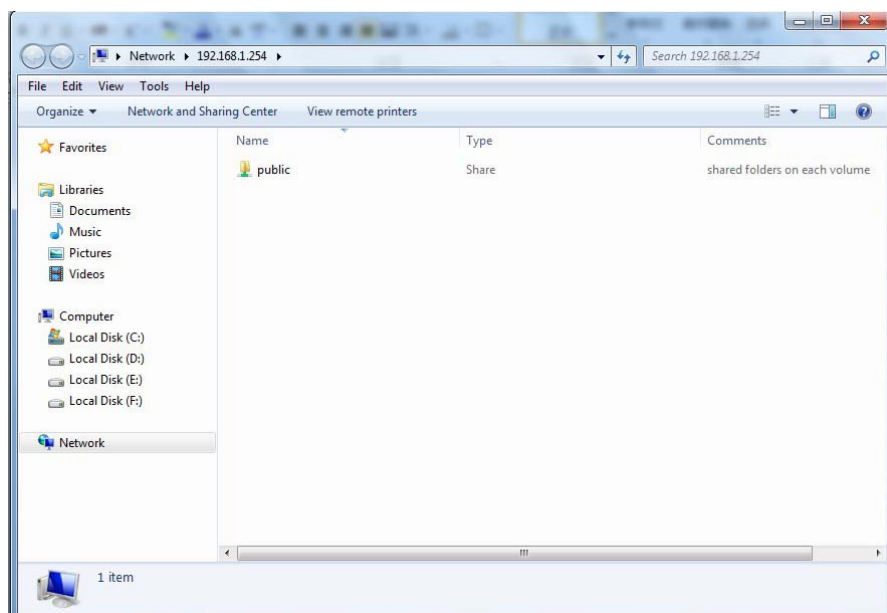 Network ▸ 192.168.1.254 ▸
Search 192.168.1.254
File Edit View Tools Help
Organize Network and Sharing Center View remote printers
Favorites
Libraries
Documents
Music
Pictures
Videos
Computer
Local Disk (C:)
Local Disk (D:)
Local Disk (E:)
Local Disk (F:)
Network
Name Type Comments
public Share shared folders on each volume
1 item